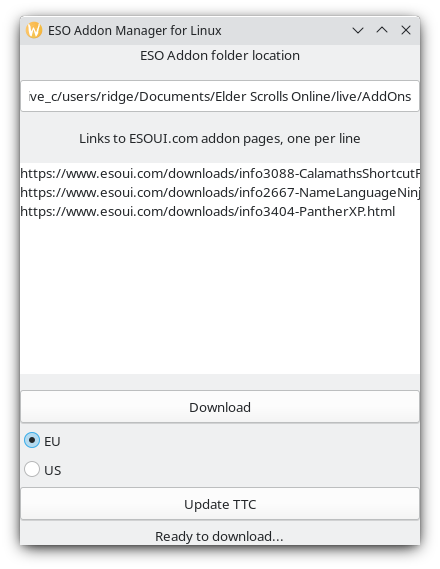 ESO Addon Manager for Linux
ESO Addon folder location
ive_c/users/ridge/Documents/Elder Scrolls Online/live/AddOns
Links to ESOUI.com addon pages, one per line
https://www.esoui.com/downloads/info3088-CalamathsShortcutP
https://www.esoui.com/downloads/info2667-NameLanguageNinj
https://www.esoui.com/downloads/info3404-PantherXP.html
Download
EU
US
Update TTC
Ready to download...